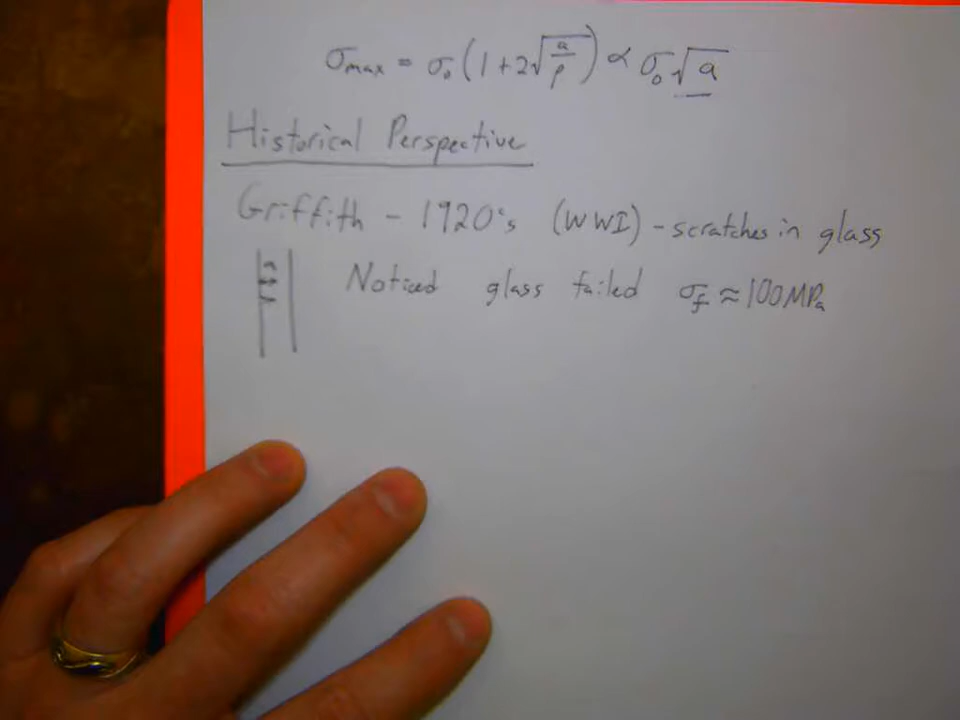 σmax = σ₀(1+2√(a/ρ)) ∝ σ₀√a
Historical Perspective
Griffith - 1920's (WWI) - scratches in glass
Noticed glass failed σf ≈ 100MPa